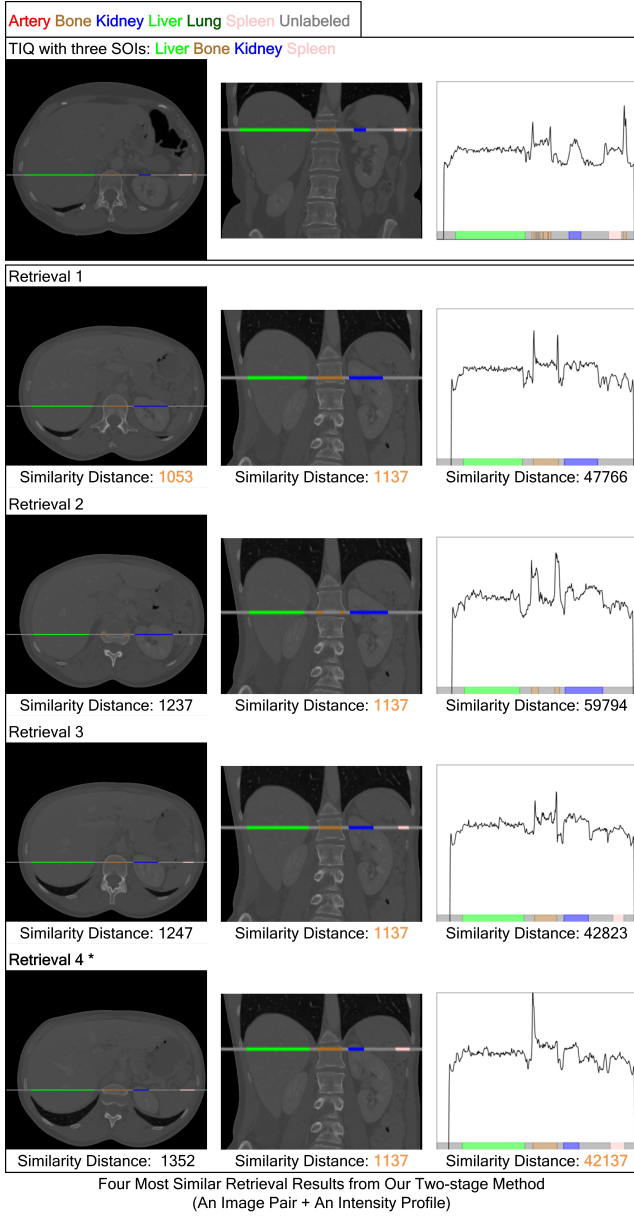 Artery Bone Kidney Liver Lung Spleen Unlabeled
TIQ with three SOIs: Liver Bone Kidney Spleen
Retrieval 1
Similarity Distance: 1053
Similarity Distance: 1137
Similarity Distance: 47766
Retrieval 2
Similarity Distance: 1237
Similarity Distance: 1137
Similarity Distance: 59794
Retrieval 3
Similarity Distance: 1247
Similarity Distance: 1137
Similarity Distance: 42823
Retrieval 4 *
Similarity Distance: 1352
Similarity Distance: 1137
Similarity Distance: 42137
Four Most Similar Retrieval Results from Our Two-stage Method
(An Image Pair + An Intensity Profile)